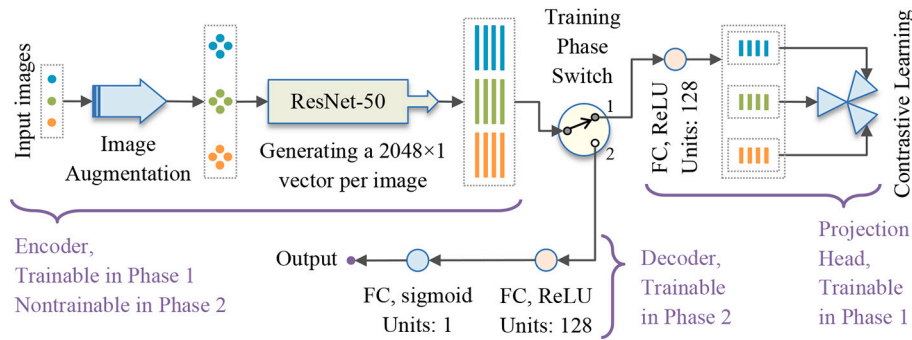 Input images
Image
Augmentation
ResNet-50
Generating a 2048×1
vector per image
Training
Phase
Switch
1
2
FC, ReLU
Units: 128
Contrastive Learning
Encoder,
Trainable in Phase 1
Nontrainable in Phase 2
Output
FC, sigmoid
Units: 1
FC, ReLU
Units: 128
Decoder,
Trainable
in Phase 2
Projection
Head,
Trainable
in Phase 1